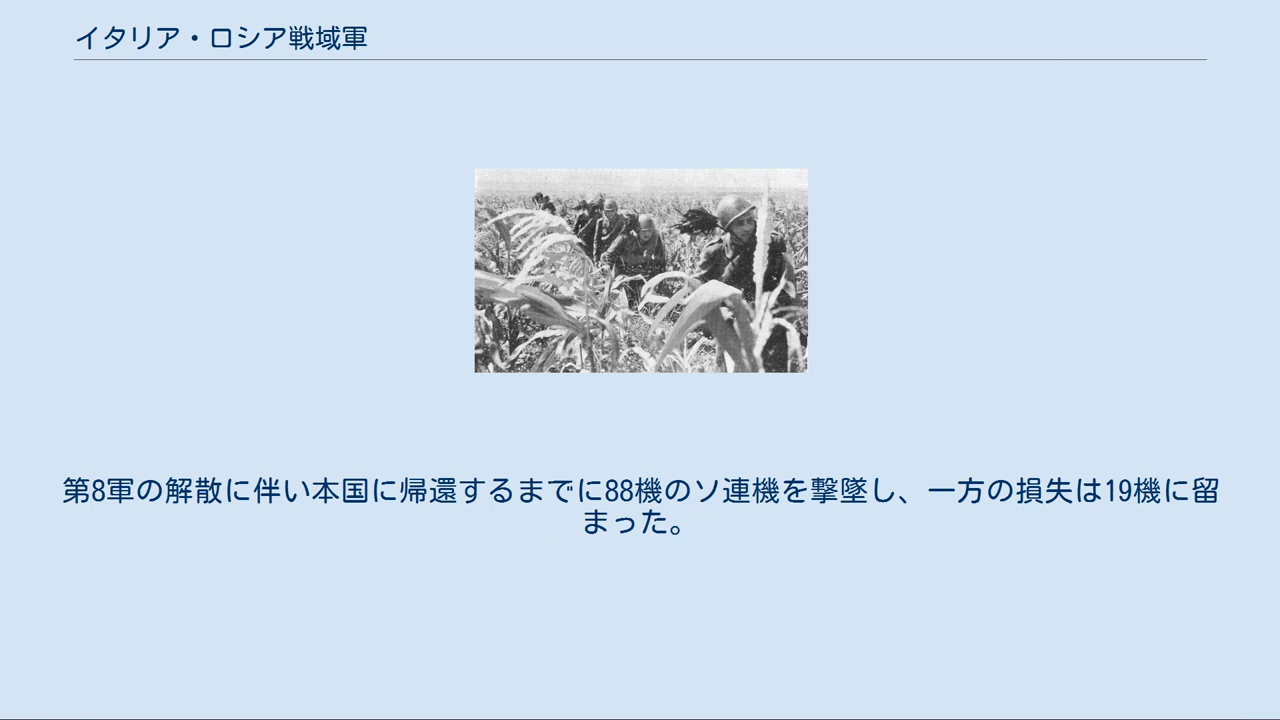 イタリア・ロシア戦域軍
第8軍の解散に伴い本国に帰還するまでに88機のソ連機を撃墜し、一方の損失は19機に留
まった。